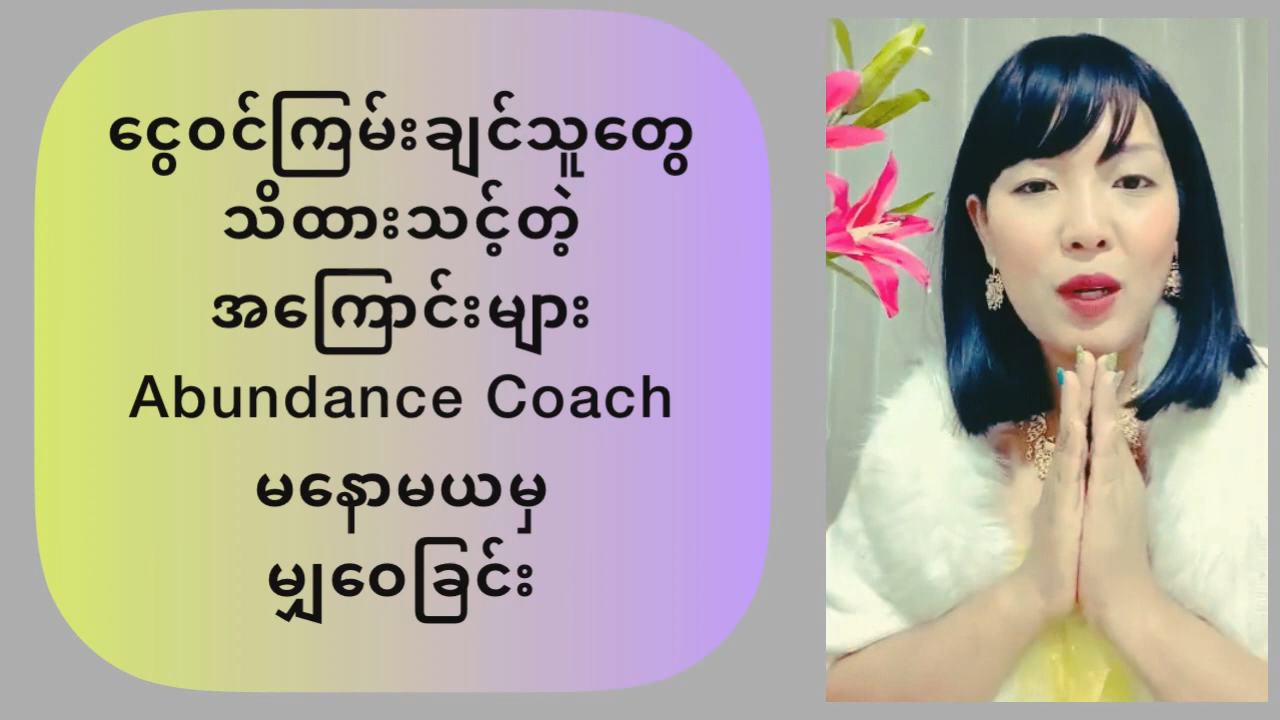 ငွေဝင်ကြမ်းချင်သူတွေ
သိထားသင့်တဲ့
အကြောင်းများ
Abundance Coach
မနောမယမှ
မျှဝေခြင်း